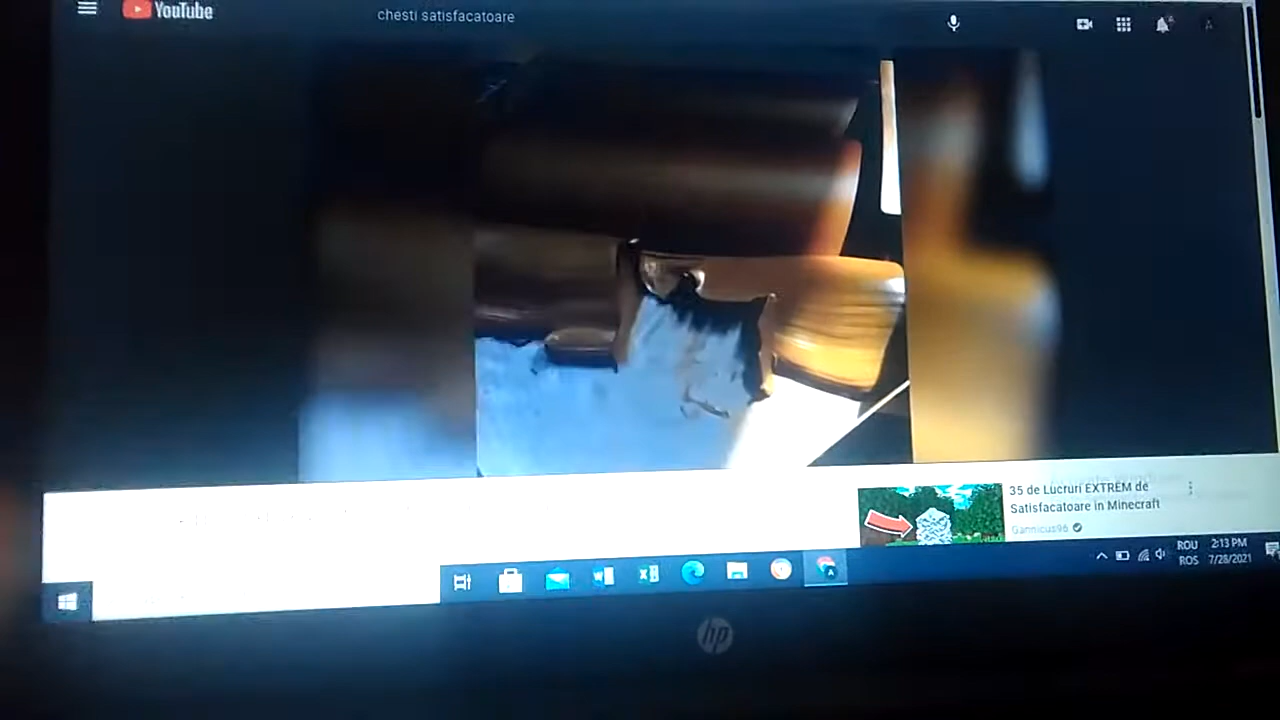 YouTube
chesti satisfacatoare
35 de Lucruri EXTREM de
Satisfacatoare in Minecraft
Gannicus96
ROU
ROS
2:13 PM
7/28/2021
hp